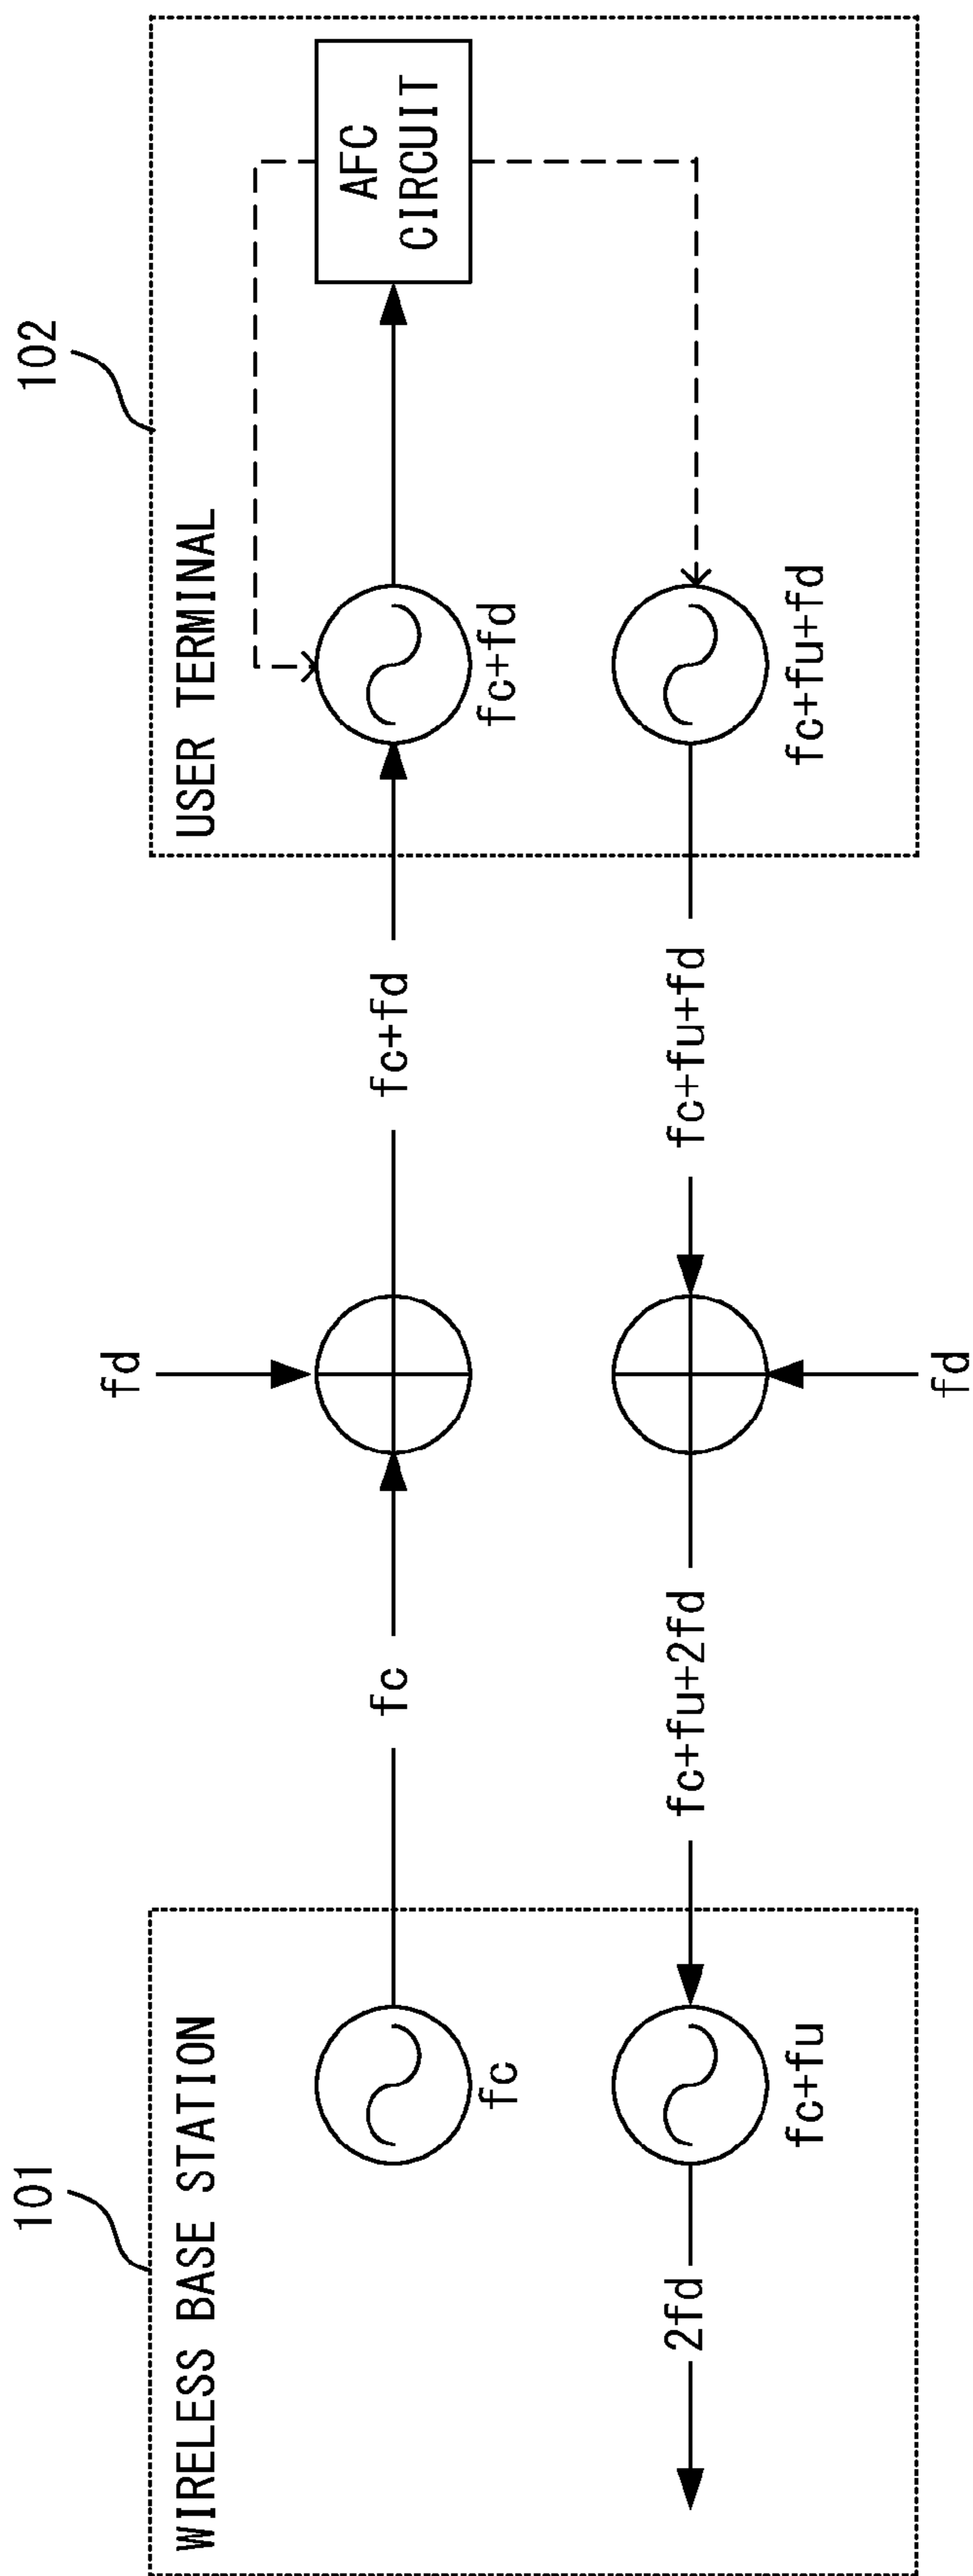 101
102
WIRELESS BASE STATION
USER TERMINAL
fd
fc
fc
fc+fd
fc+fd
AFC
CIRCUIT
2fd
fc+fu
fc+fu+2fd
fc+fu+fd
fc+fu+fd
fd